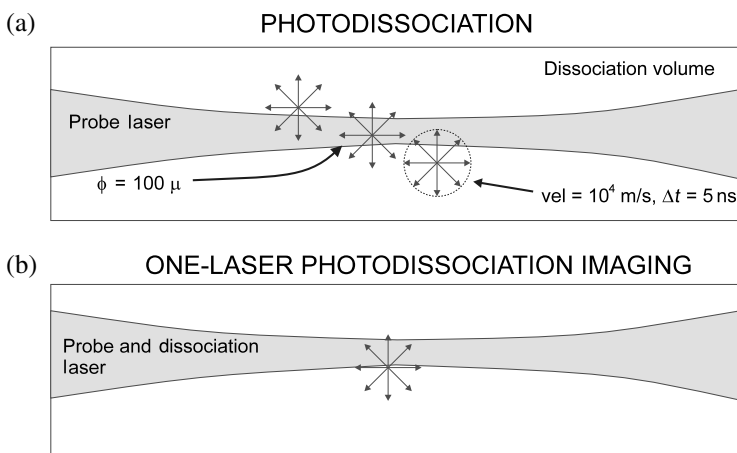 (a)
PHOTODISSOCIATION
Dissociation volume
Probe laser
ϕ = 100 μ
vel = 10⁴ m/s, Δt = 5 ns
(b)
ONE-LASER PHOTODISSOCIATION IMAGING
Probe and dissociation
laser